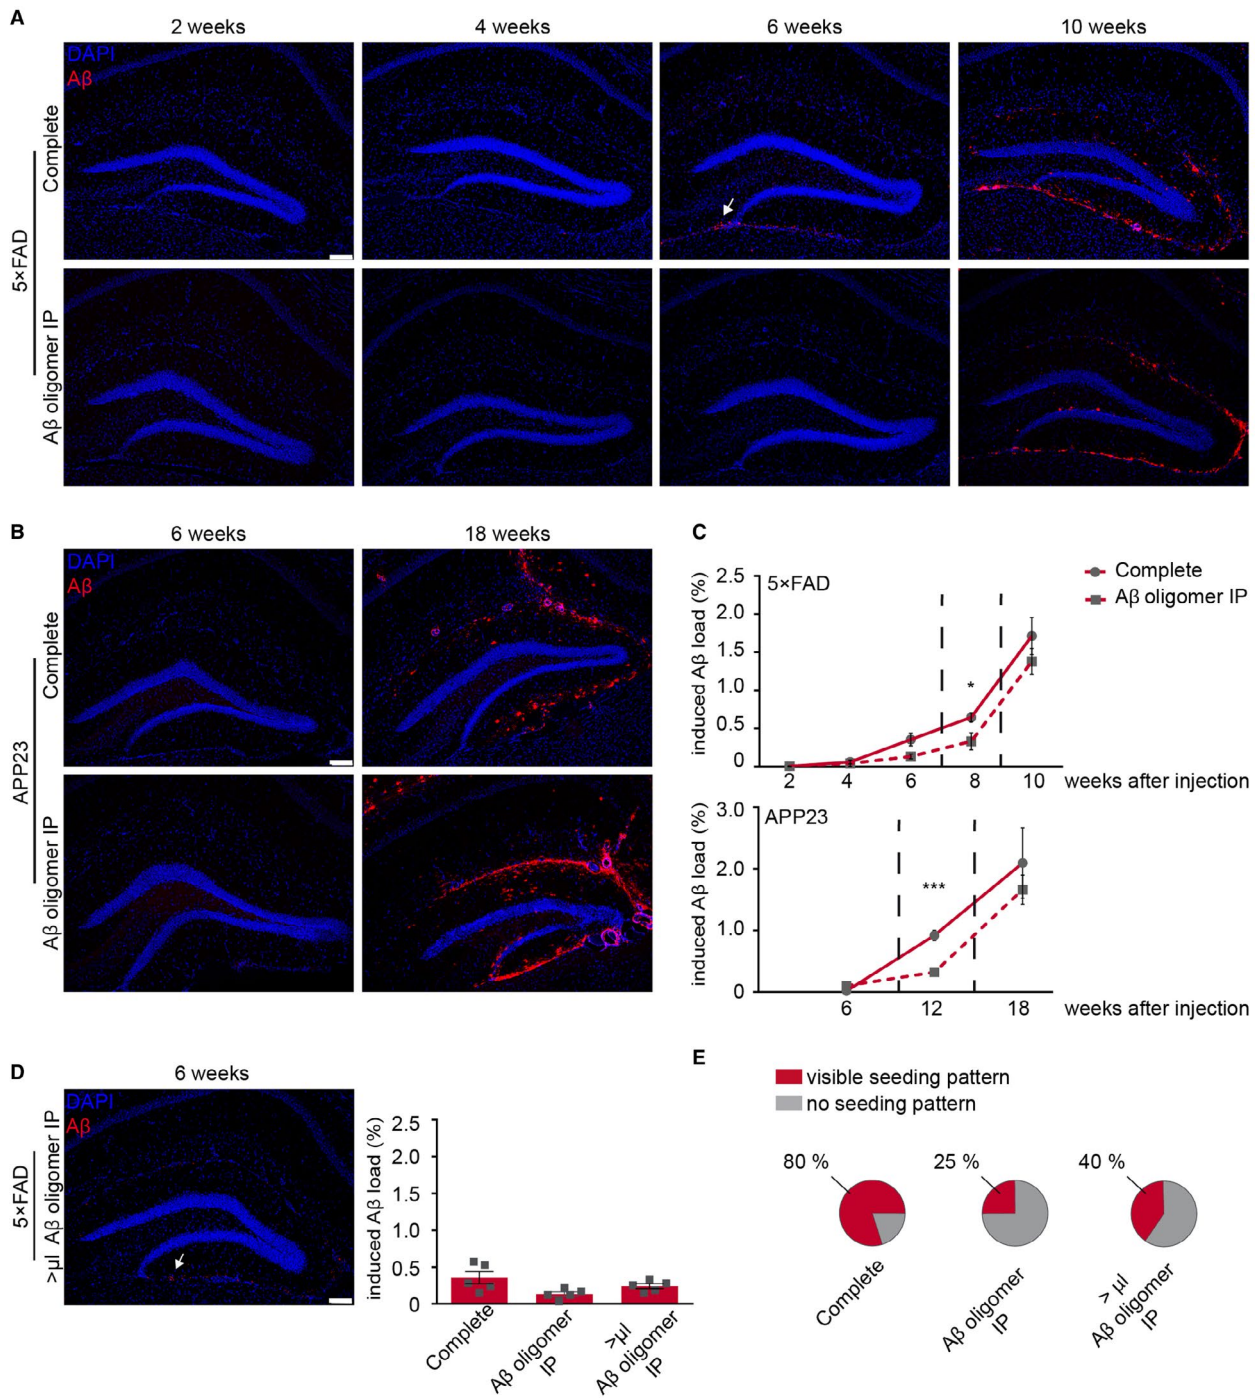 A
2 weeks
4 weeks
6 weeks
10 weeks
DAPI
Aβ
5×FAD
Complete
Aβ oligomer IP
B
6 weeks
18 weeks
DAPI
Aβ
APP23
Complete
Aβ oligomer IP
C
5×FAD
induced Aβ load (%)
2.5
2.0
1.5
1.0
0.5
0
*
2
4
6
8
10
weeks after injection
Complete
Aβ oligomer IP
APP23
induced Aβ load (%)
3.0
2.0
1.0
0
***
6
12
18
weeks after injection
D
6 weeks
DAPI
Aβ
5×FAD
>µl Aβ oligomer IP
induced Aβ load (%)
2.5
2.0
1.5
1.0
0.5
0
Complete
Aβ oligomer
IP
>µl
Aβ oligomer
IP
E
visible seeding pattern
no seeding pattern
80 %
25 %
40 %
Complete
Aβ oligomer
IP
> µl
Aβ oligomer
IP